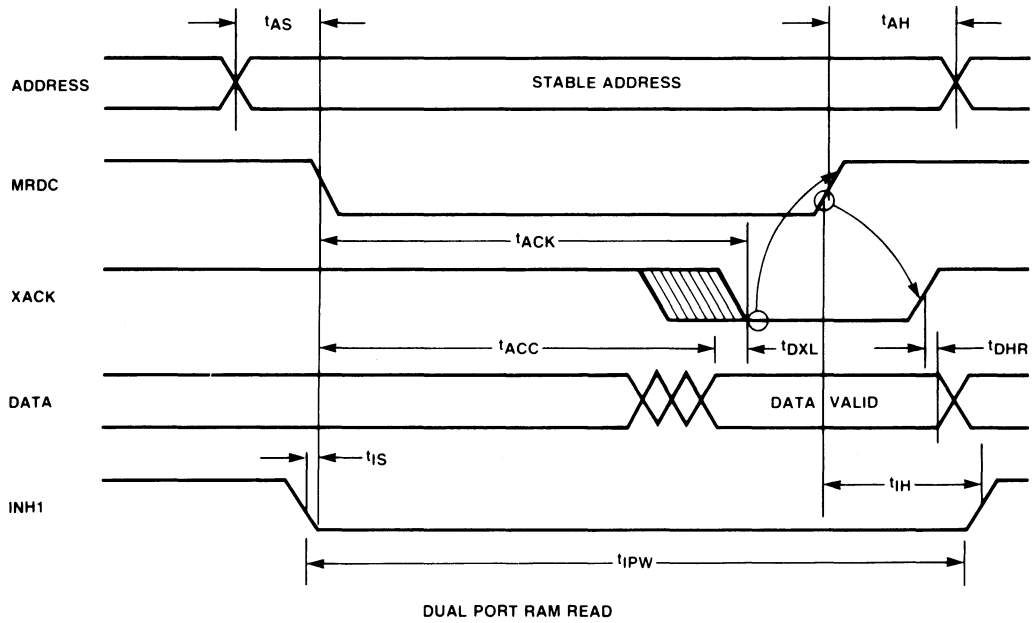 tAS
tAH
ADDRESS
STABLE ADDRESS
MRDC
tACK
XACK
tACC
tDXL
tDHR
DATA
DATA VALID
tIS
tIH
INH1
tIPW
DUAL PORT RAM READ